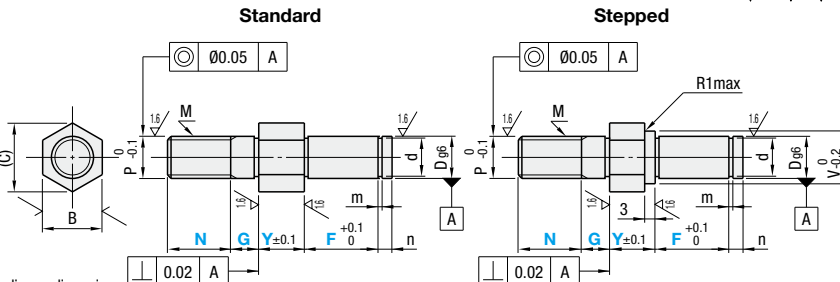 Standard
Stepped
◎ Ø0.05 A
◎ Ø0.05 A
R1max
1.6
M
1.6
1.6
M
1.6
(C)
P 0 -0.1
d
Dg6
P 0 -0.1
d
Dg6
V 0 -0.2
B
1.6
1.6
m
A
1.6
3
1.6
m
A
N G Y±0.1 F +0.1 0 n
N G Y±0.1 F +0.1 0 n
⊥ 0.02 A
⊥ 0.02 A